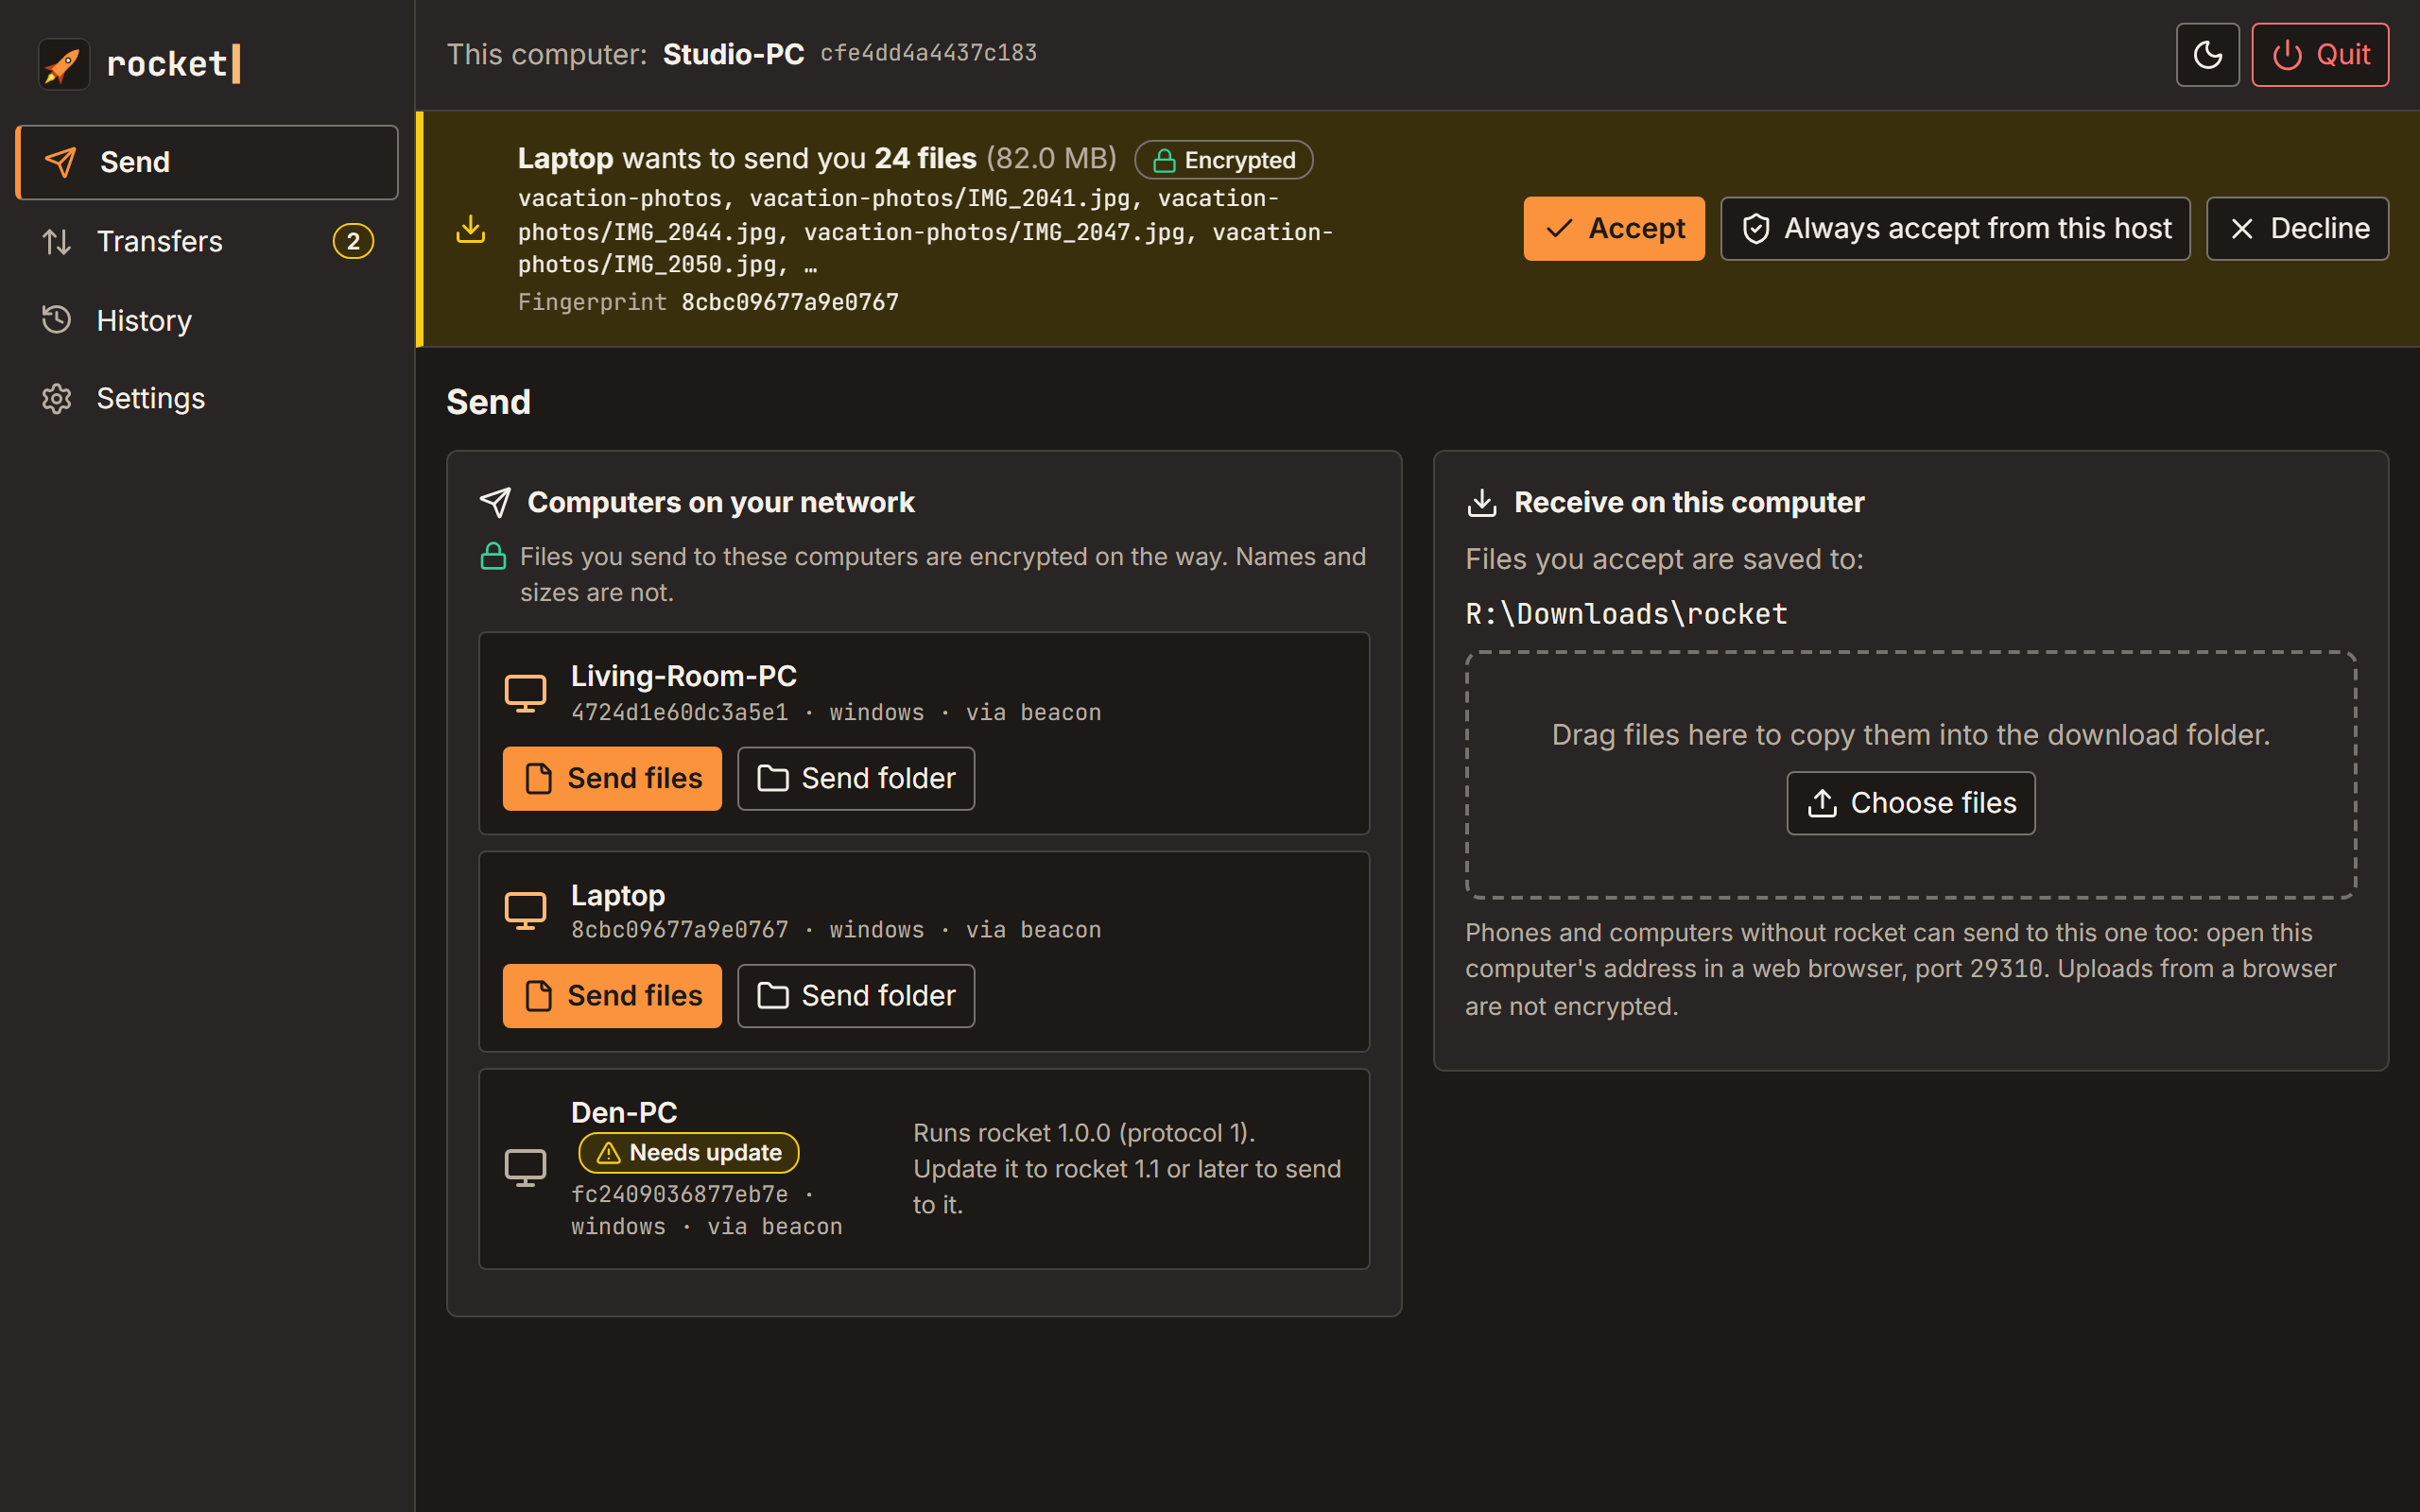 rocket
This computer: Studio-PC cfe4dd4a4437c183
Quit
Send
Transfers 2
History
Settings
Laptop wants to send you 24 files (82.0 MB) Encrypted
vacation-photos, vacation-photos/IMG_2041.jpg, vacation-
photos/IMG_2044.jpg, vacation-photos/IMG_2047.jpg, vacation-
photos/IMG_2050.jpg, …
Fingerprint 8cbc09677a9e0767
Accept
Always accept from this host
Decline
Send
Computers on your network
Files you send to these computers are encrypted on the way. Names and
sizes are not.
Living-Room-PC
4724d1e60dc3a5e1 · windows · via beacon
Send files
Send folder
Laptop
8cbc09677a9e0767 · windows · via beacon
Send files
Send folder
Den-PC
Needs update
fc2409036877eb7e ·
windows · via beacon
Runs rocket 1.0.0 (protocol 1).
Update it to rocket 1.1 or later to send
to it.
Receive on this computer
Files you accept are saved to:
R:\Downloads\rocket
Drag files here to copy them into the download folder.
Choose files
Phones and computers without rocket can send to this one too: open this
computer's address in a web browser, port 29310. Uploads from a browser
are not encrypted.